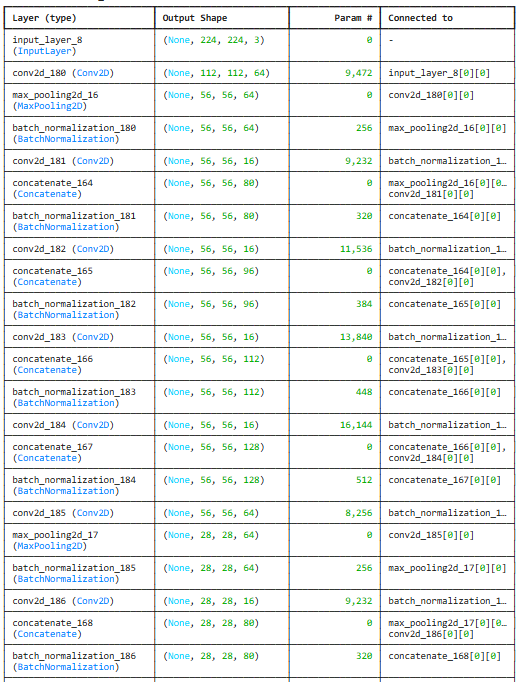 Layer (type) Output Shape Param # Connected to
input_layer_8 (None, 224, 224, 3) 0 -
(InputLayer)
conv2d_180 (Conv2D) (None, 112, 112, 64) 9,472 input_layer_8[0][0]
max_pooling2d_16 (None, 56, 56, 64) 0 conv2d_180[0][0]
(MaxPooling2D)
batch_normalization_180 (None, 56, 56, 64) 256 max_pooling2d_16[0][0]
(BatchNormalization)
conv2d_181 (Conv2D) (None, 56, 56, 16) 9,232 batch_normalization_1…
concatenate_164 (None, 56, 56, 80) 0 max_pooling2d_16[0][0…
(Concatenate) conv2d_181[0][0]
batch_normalization_181 (None, 56, 56, 80) 320 concatenate_164[0][0]
(BatchNormalization)
conv2d_182 (Conv2D) (None, 56, 56, 16) 11,536 batch_normalization_1…
concatenate_165 (None, 56, 56, 96) 0 concatenate_164[0][0],
(Concatenate) conv2d_182[0][0]
batch_normalization_182 (None, 56, 56, 96) 384 concatenate_165[0][0]
(BatchNormalization)
conv2d_183 (Conv2D) (None, 56, 56, 16) 13,840 batch_normalization_1…
concatenate_166 (None, 56, 56, 112) 0 concatenate_165[0][0],
(Concatenate) conv2d_183[0][0]
batch_normalization_183 (None, 56, 56, 112) 448 concatenate_166[0][0]
(BatchNormalization)
conv2d_184 (Conv2D) (None, 56, 56, 16) 16,144 batch_normalization_1…
concatenate_167 (None, 56, 56, 128) 0 concatenate_166[0][0],
(Concatenate) conv2d_184[0][0]
batch_normalization_184 (None, 56, 56, 128) 512 concatenate_167[0][0]
(BatchNormalization)
conv2d_185 (Conv2D) (None, 56, 56, 64) 8,256 batch_normalization_1…
max_pooling2d_17 (None, 28, 28, 64) 0 conv2d_185[0][0]
(MaxPooling2D)
batch_normalization_185 (None, 28, 28, 64) 256 max_pooling2d_17[0][0]
(BatchNormalization)
conv2d_186 (Conv2D) (None, 28, 28, 16) 9,232 batch_normalization_1…
concatenate_168 (None, 28, 28, 80) 0 max_pooling2d_17[0][0…
(Concatenate) conv2d_186[0][0]
batch_normalization_186 (None, 28, 28, 80) 320 concatenate_168[0][0]
(BatchNormalization)